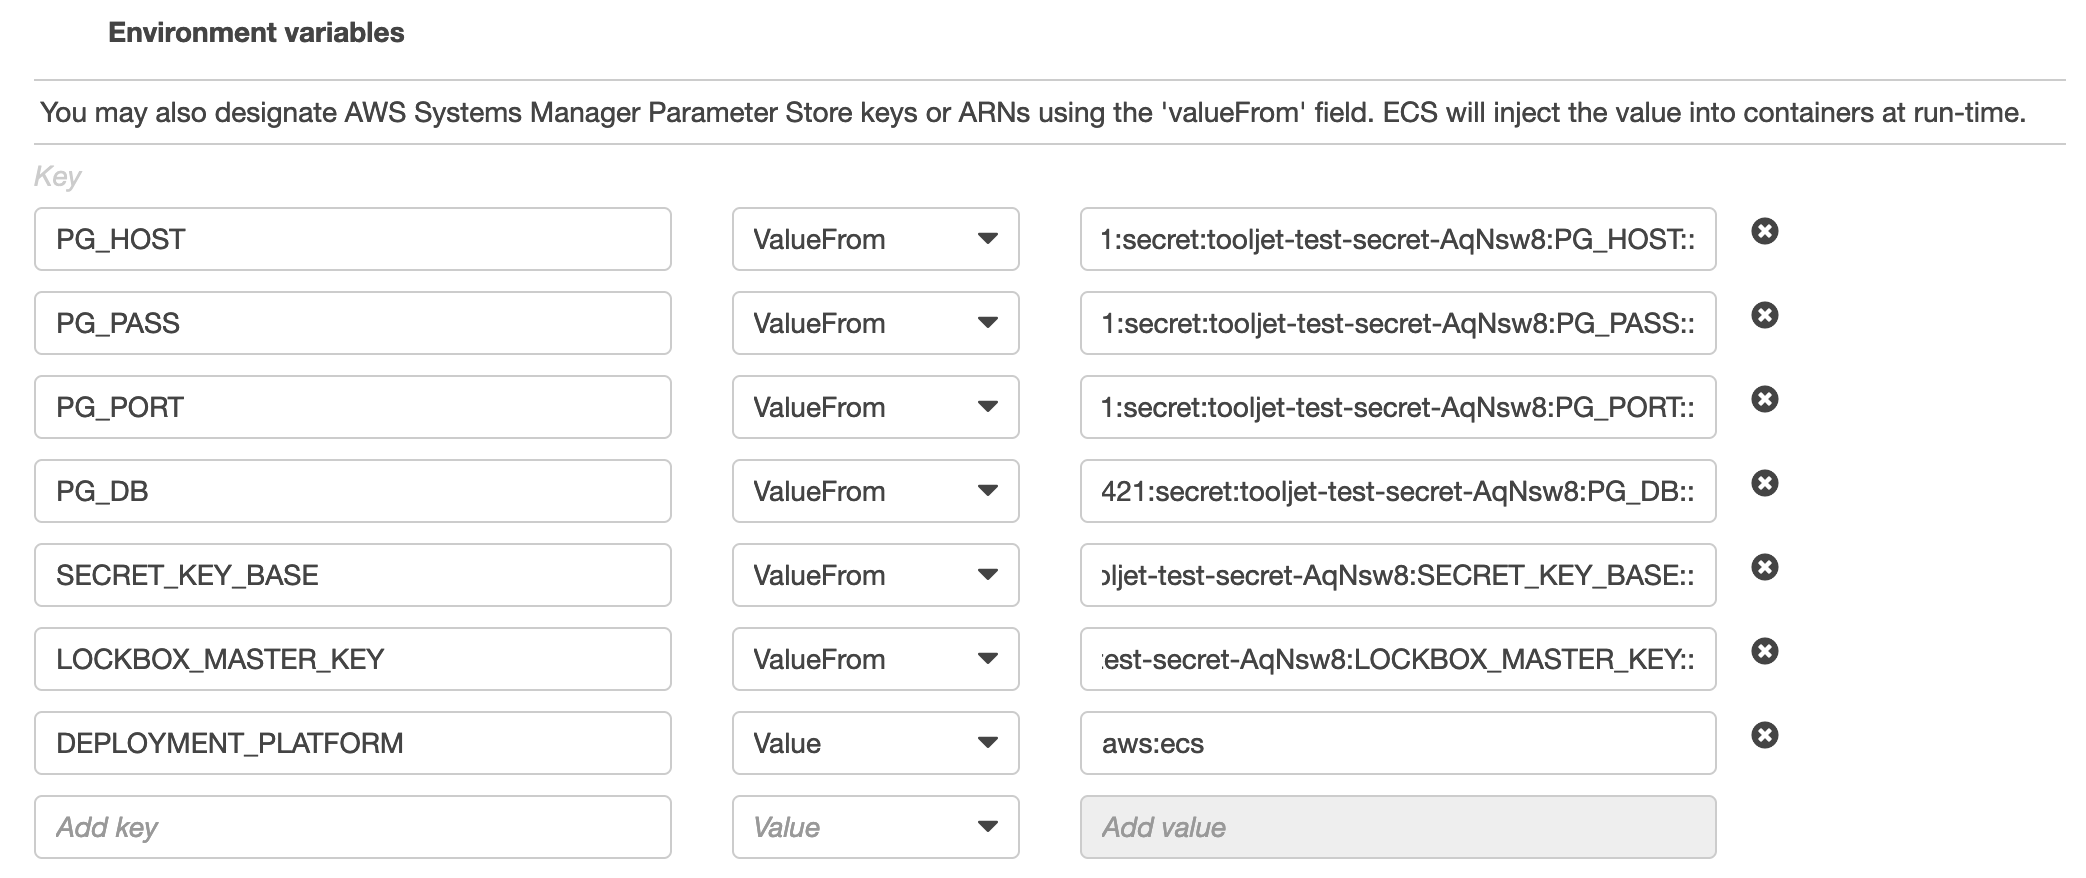 Environment variables
You may also designate AWS Systems Manager Parameter Store keys or ARNs using the 'valueFrom' field. ECS will inject the value into containers at run-time.
Key
PG_HOST ValueFrom 1:secret:tooljet-test-secret-AqNsw8:PG_HOST::
PG_PASS ValueFrom 1:secret:tooljet-test-secret-AqNsw8:PG_PASS::
PG_PORT ValueFrom 1:secret:tooljet-test-secret-AqNsw8:PG_PORT::
PG_DB ValueFrom 421:secret:tooljet-test-secret-AqNsw8:PG_DB::
SECRET_KEY_BASE ValueFrom oljet-test-secret-AqNsw8:SECRET_KEY_BASE::
LOCKBOX_MASTER_KEY ValueFrom test-secret-AqNsw8:LOCKBOX_MASTER_KEY::
DEPLOYMENT_PLATFORM Value aws:ecs
Add key Value Add value